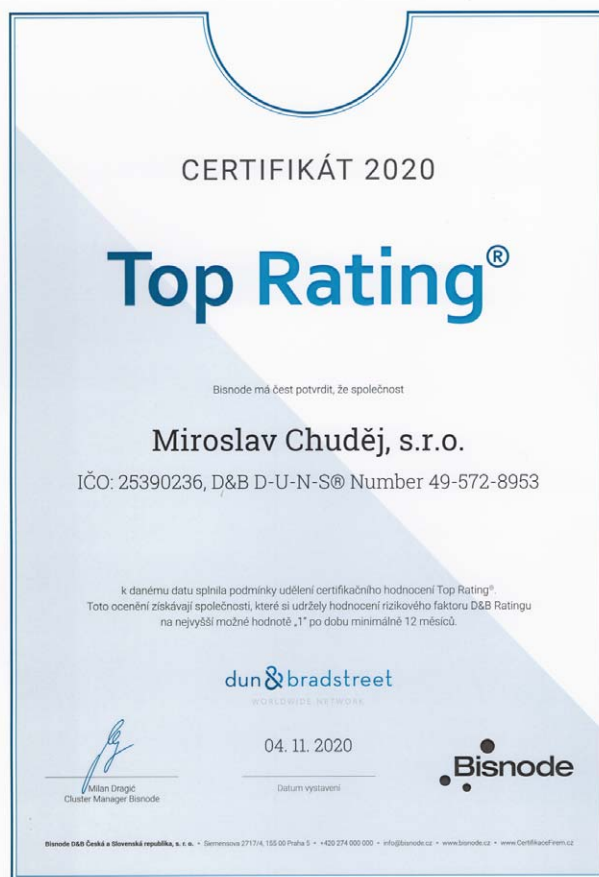 CERTIFIKÁT 2020
Top Rating®
Bisnode má čest potvrdit, že společnost
Miroslav Chuděj, s.r.o.
IČO: 25390236, D&B D-U-N-S® Number 49-572-8953
k danému datu splnila podmínky udělení certifikačního hodnocení Top Rating®.
Toto ocenění získávají společnosti, které si udržely hodnocení rizikového faktoru D&B Ratingu
na nejvyšší možné hodnotě „1" po dobu minimálně 12 měsíců.
dun & bradstreet
WORLDWIDE NETWORK
04. 11. 2020
Bisnode
Milan Dragić
Cluster Manager Bisnode
Datum vystavení
Bisnode D&B Česká a Slovenská republika, s. r. o. • Siemensova 2717/4, 155 00 Praha 5 • +420 274 000 000 • info@bisnode.cz • www.bisnode.cz • www.CertifikaceFirem.cz